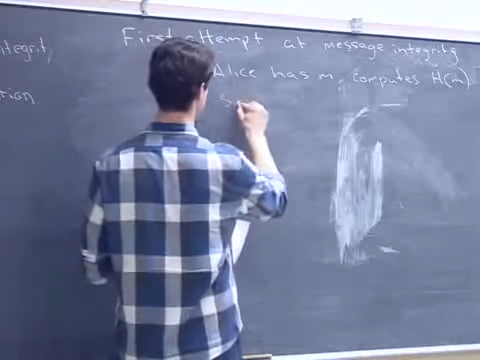 First attempt at message integrity
Alice has m, computes H(m)